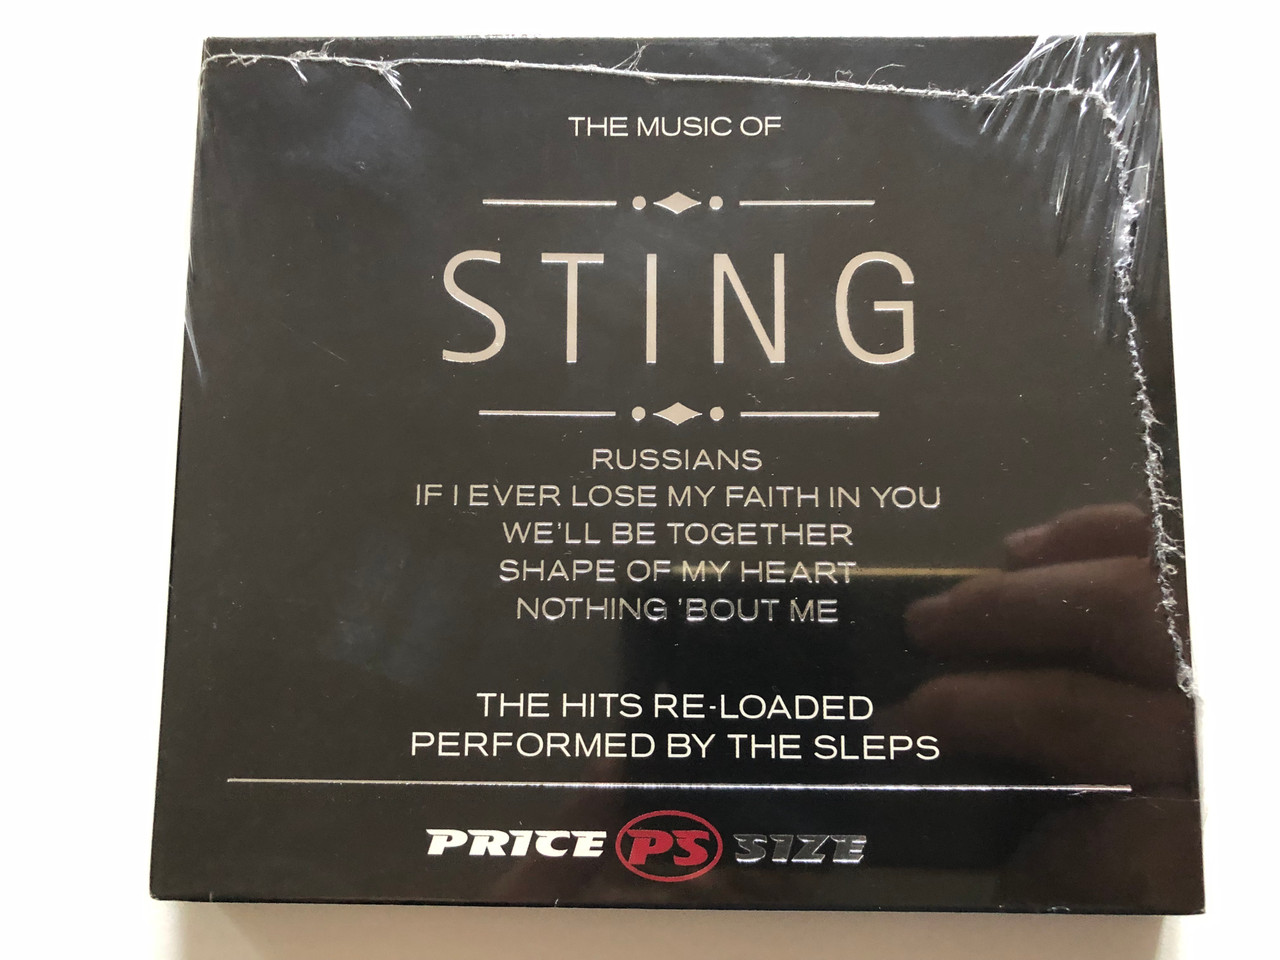 THE MUSIC OF
STING
RUSSIANS
IF I EVER LOSE MY FAITH IN YOU
WE'LL BE TOGETHER
SHAPE OF MY HEART
NOTHING 'BOUT ME
THE HITS RE-LOADED
PERFORMED BY THE SLEPS
PRICE PS SIZE